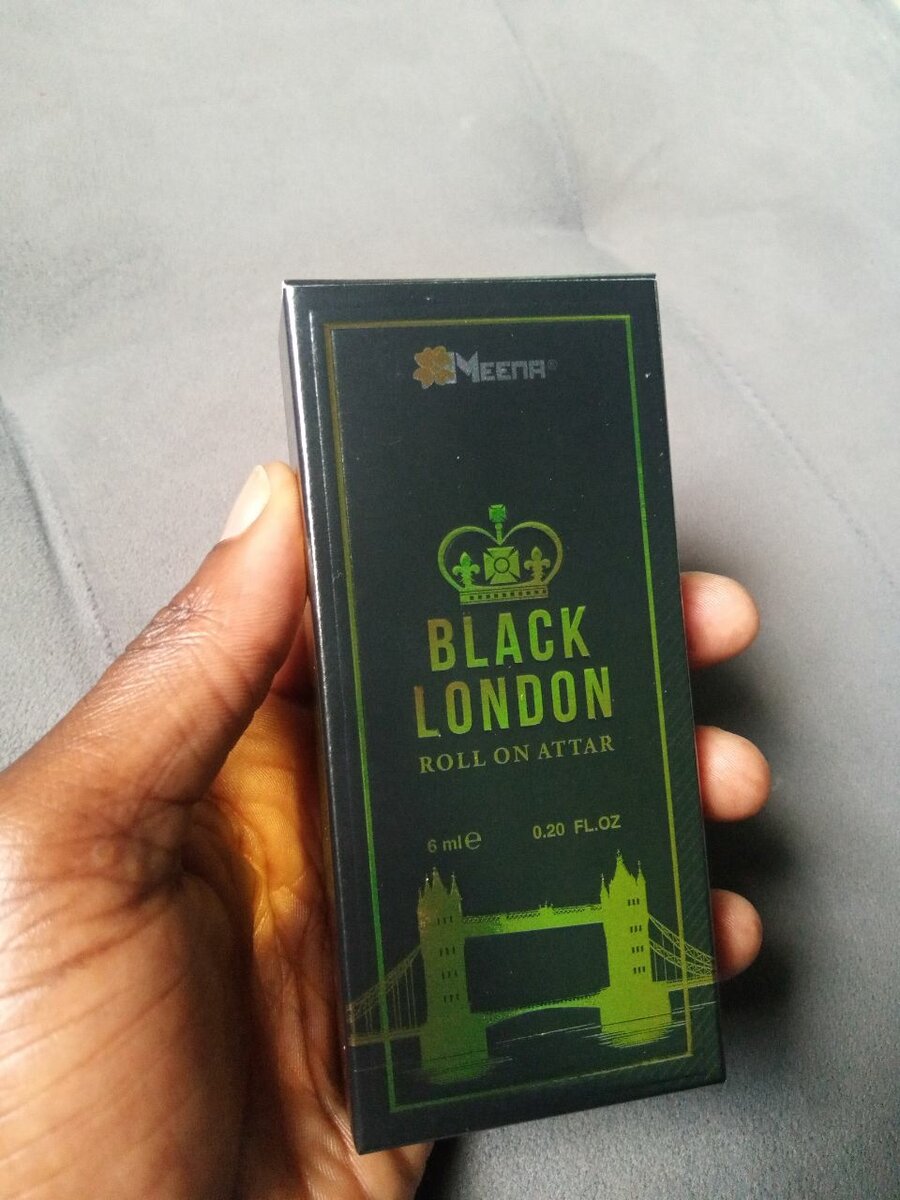 MEENA®
BLACK
LONDON
ROLL ON ATTAR
6 ml ℮ 0.20 FL.OZ